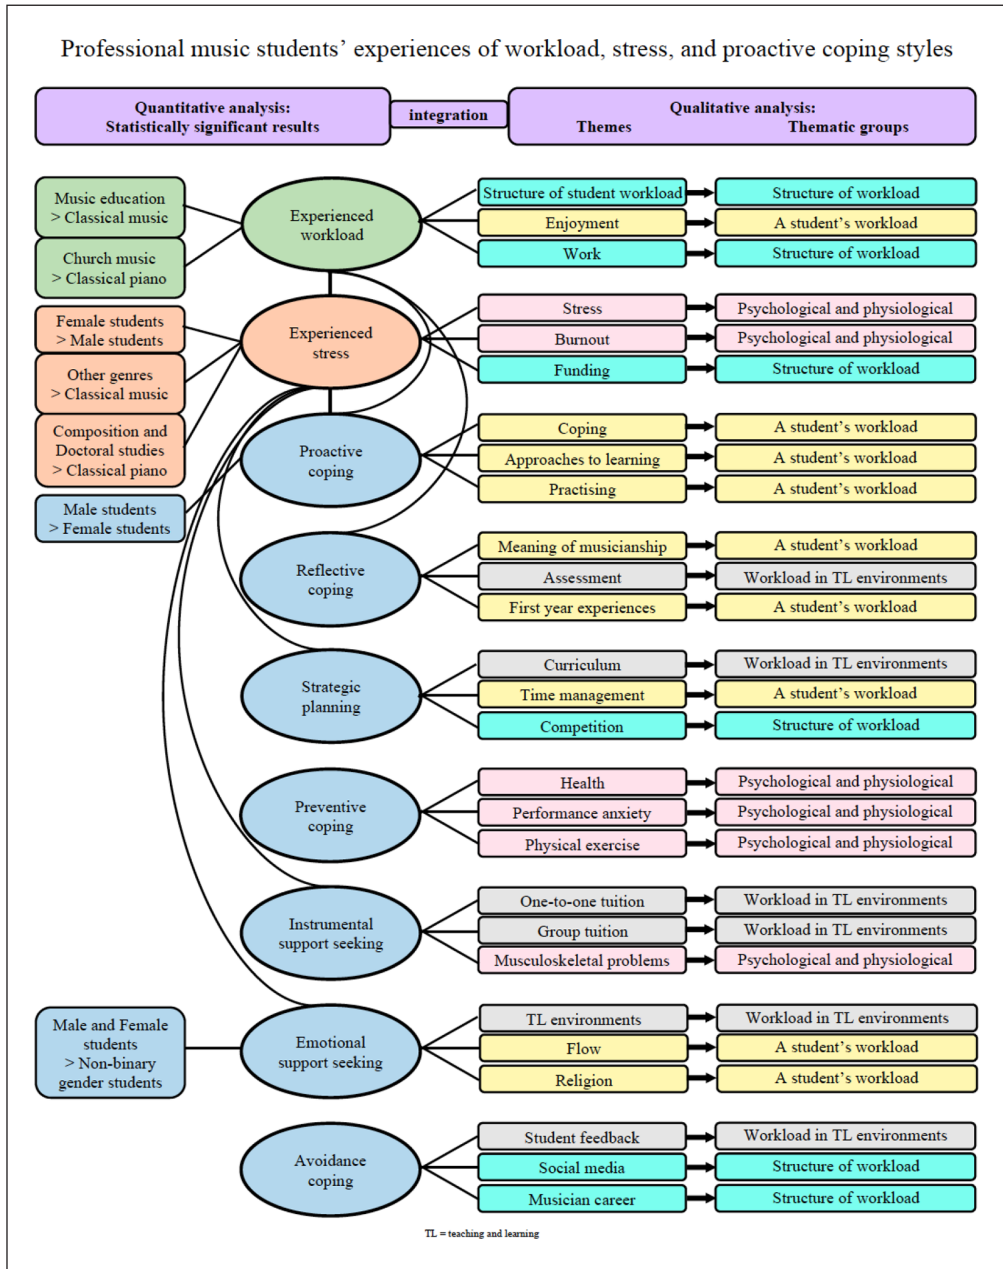 Professional music students’ experiences of workload, stress, and proactive coping styles
Quantitative analysis:
Statistically significant results
integration
Qualitative analysis:
Themes
Thematic groups
Music education
> Classical music
Church music
> Classical piano
Experienced
workload
Structure of student workload
Structure of workload
Enjoyment
A student’s workload
Work
Structure of workload
Female students
> Male students
Other genres
> Classical music
Composition and
Doctoral studies
> Classical piano
Experienced
stress
Stress
Psychological and physiological
Burnout
Psychological and physiological
Funding
Structure of workload
Male students
> Female students
Proactive
coping
Coping
A student’s workload
Approaches to learning
A student’s workload
Practising
A student’s workload
Reflective
coping
Meaning of musicianship
A student’s workload
Assessment
Workload in TL environments
First year experiences
A student’s workload
Strategic
planning
Curriculum
Workload in TL environments
Time management
A student’s workload
Competition
Structure of workload
Preventive
coping
Health
Psychological and physiological
Performance anxiety
Psychological and physiological
Physical exercise
Psychological and physiological
Instrumental
support seeking
One-to-one tuition
Workload in TL environments
Group tuition
Workload in TL environments
Musculoskeletal problems
Psychological and physiological
Male and Female
students
> Non-binary
gender students
Emotional
support seeking
TL environments
Workload in TL environments
Flow
A student’s workload
Religion
A student’s workload
Avoidance
coping
Student feedback
Workload in TL environments
Social media
Structure of workload
Musician career
Structure of workload
TL = teaching and learning